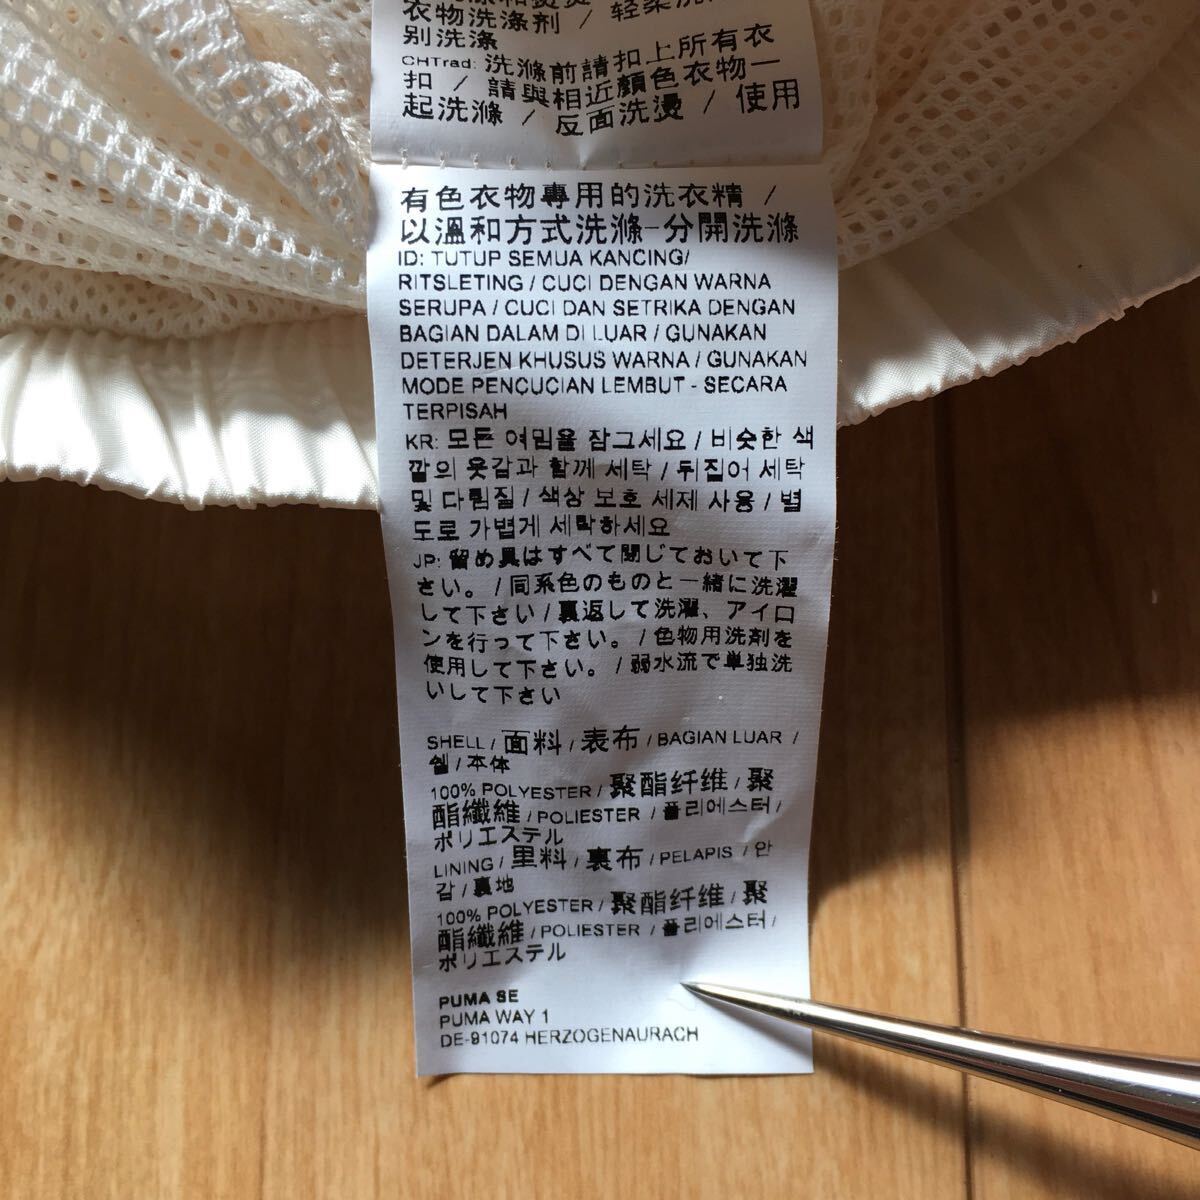 衣物洗涤剂 / 轻柔洗
别洗涤
CHTrad: 洗滌前請扣上所有衣
扣 / 請與相近顏色衣物一
起洗滌 / 反面洗燙 / 使用
有色衣物專用的洗衣精 /
以溫和方式洗滌-分開洗滌
ID: TUTUP SEMUA KANCING/
RITSLETING / CUCI DENGAN WARNA
SERUPA / CUCI DAN SETRIKA DENGAN
BAGIAN DALAM DI LUAR / GUNAKAN
DETERJEN KHUSUS WARNA / GUNAKAN
MODE PENCUCIAN LEMBUT - SECARA
TERPISAH
KR: 모든 여밈을 잠그세요 / 비슷한 색
깔의 옷감과 함께 세탁 / 뒤집어 세탁
및 다림질 / 색상 보호 세제 사용 / 별
도로 가볍게 세탁하세요
JP: 留め具はすべて閉じておいて下
さい。 / 同系色のものと一緒に洗濯
して下さい / 裏返して洗濯、アイロ
ンを行って下さい。 / 色物用洗剤を
使用して下さい。 / 弱水流で単独洗
いして下さい
SHELL / 面料 / 表布 / BAGIAN LUAR /
쉘 / 本体
100% POLYESTER / 聚酯纤维 / 聚
酯纖維 / POLIESTER / 폴리에스터 /
ポリエステル
LINING / 里料 / 裏布 / PELAPIS / 안
감 / 裏地
100% POLYESTER / 聚酯纤维 / 聚
酯纖維 / POLIESTER / 폴리에스터 /
ポリエステル
PUMA SE
PUMA WAY 1
DE-91074 HERZOGENAURACH